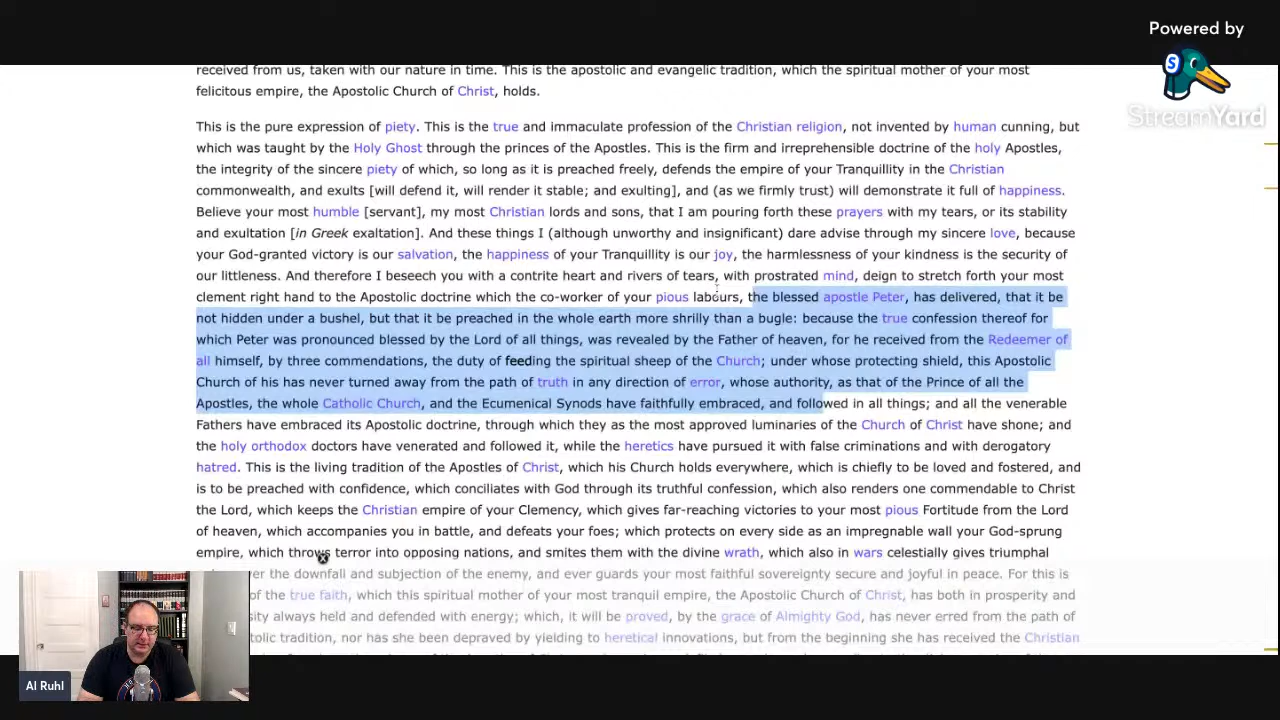 Powered by
StreamYard
received from us, taken with our nature in time. This is the apostolic and evangelic tradition, which the spiritual mother of your most
felicitous empire, the Apostolic Church of Christ, holds.
This is the pure expression of piety. This is the true and immaculate profession of the Christian religion, not invented by human cunning, but
which was taught by the Holy Ghost through the princes of the Apostles. This is the firm and irreprehensible doctrine of the holy Apostles,
the integrity of the sincere piety of which, so long as it is preached freely, defends the empire of your Tranquillity in the Christian
commonwealth, and exults [will defend it, will render it stable; and exulting], and (as we firmly trust) will demonstrate it full of happiness.
Believe your most humble [servant], my most Christian lords and sons, that I am pouring forth these prayers with my tears, or its stability
and exultation [in Greek exaltation]. And these things I (although unworthy and insignificant) dare advise through my sincere love, because
your God-granted victory is our salvation, the happiness of your Tranquillity is our joy, the harmlessness of your kindness is the security of
our littleness. And therefore I beseech you with a contrite heart and rivers of tears, with prostrated mind, deign to stretch forth your most
clement right hand to the Apostolic doctrine which the co-worker of your pious labours, the blessed apostle Peter, has delivered, that it be
not hidden under a bushel, but that it be preached in the whole earth more shrilly than a bugle: because the true confession thereof for
which Peter was pronounced blessed by the Lord of all things, was revealed by the Father of heaven, for he received from the Redeemer of
all himself, by three commendations, the duty of feeding the spiritual sheep of the Church; under whose protecting shield, this Apostolic
Church of his has never turned away from the path of truth in any direction of error, whose authority, as that of the Prince of all the
Apostles, the whole Catholic Church, and the Ecumenical Synods have faithfully embraced, and followed in all things; and all the venerable
Fathers have embraced its Apostolic doctrine, through which they as the most approved luminaries of the Church of Christ have shone; and
the holy orthodox doctors have venerated and followed it, while the heretics have pursued it with false criminations and with derogatory
hatred. This is the living tradition of the Apostles of Christ, which his Church holds everywhere, which is chiefly to be loved and fostered, and
is to be preached with confidence, which conciliates with God through its truthful confession, which also renders one commendable to Christ
the Lord, which keeps the Christian empire of your Clemency, which gives far-reaching victories to your most pious Fortitude from the Lord
of heaven, which accompanies you in battle, and defeats your foes; which protects on every side as an impregnable wall your God-sprung
empire, which throws terror into opposing nations, and smites them with the divine wrath, which also in wars celestially gives triumphal
the downfall and subjection of the enemy, and ever guards your most faithful sovereignty secure and joyful in peace. For this is
of the true faith, which this spiritual mother of your most tranquil empire, the Apostolic Church of Christ, has both in prosperity and
always held and defended with energy; which, it will be proved, by the grace of Almighty God, has never erred from the path of
tradition, nor has she been depraved by yielding to heretical innovations, but from the beginning she has received the Christian
Al Ruhl